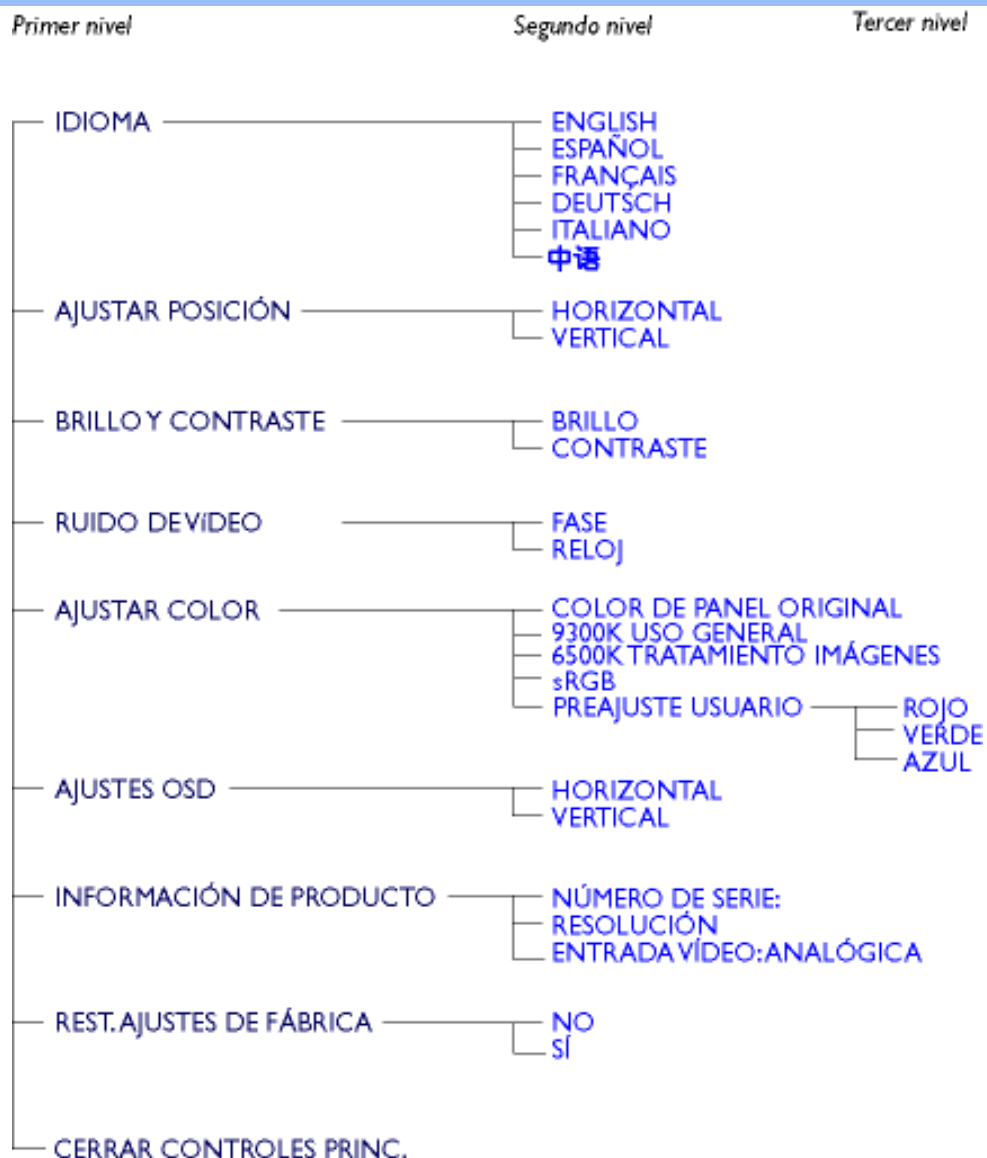 Primer nivel Segundo nivel Tercer nivel
IDIOMA ENGLISH
ESPAÑOL
FRANÇAIS
DEUTSCH
ITALIANO
中语
AJUSTAR POSICIÓN HORIZONTAL
VERTICAL
BRILLO Y CONTRASTE BRILLO
CONTRASTE
RUIDO DE VíDEO FASE
RELOJ
AJUSTAR COLOR COLOR DE PANEL ORIGINAL
9300K USO GENERAL
6500K TRATAMIENTO IMÁGENES
sRGB
PREAJUSTE USUARIO ROJO
VERDE
AZUL
AJUSTES OSD HORIZONTAL
VERTICAL
INFORMACIÓN DE PRODUCTO NÚMERO DE SERIE:
RESOLUCIÓN
ENTRADA VÍDEO: ANALÓGICA
REST. AJUSTES DE FÁBRICA NO
SÍ
CERRAR CONTROLES PRINC.